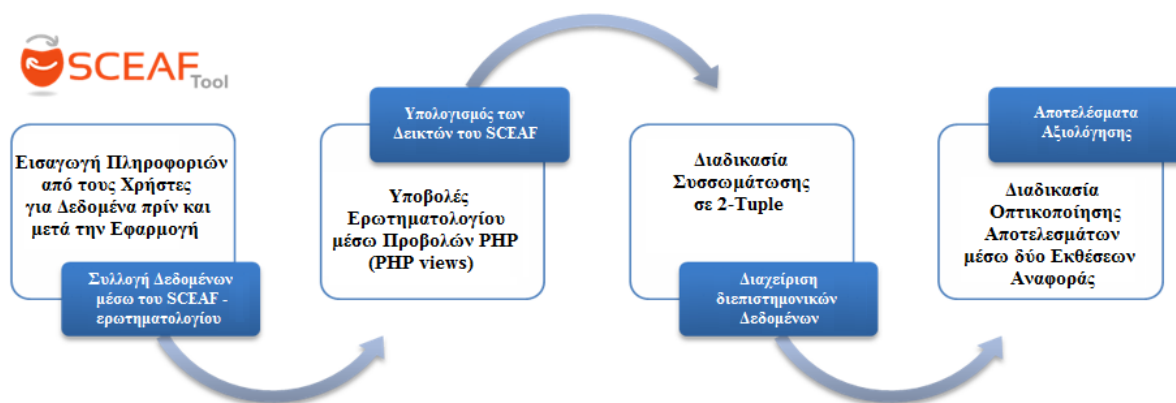 SCEAF
Tool
Εισαγωγή Πληροφοριών
από τους Χρήστες
για Δεδομένα πρίν και
μετά την Εφαρμογή
Συλλογή Δεδομένων
μέσω του SCEAF -
ερωτηματολογίου
Υπολογισμός των
Δεικτών του SCEAF
Υποβολές
Ερωτηματολογίου
μέσω Προβολών PHP
(PHP views)
Διαδικασία
Συσσωμάτωσης
σε 2-Tuple
Διαχείριση
διεπιστημονικών
Δεδομένων
Αποτελέσματα
Αξιολόγησης
Διαδικασία
Οπτικοποίησης
Αποτελεσμάτων
μέσω δύο Εκθέσεων
Αναφοράς